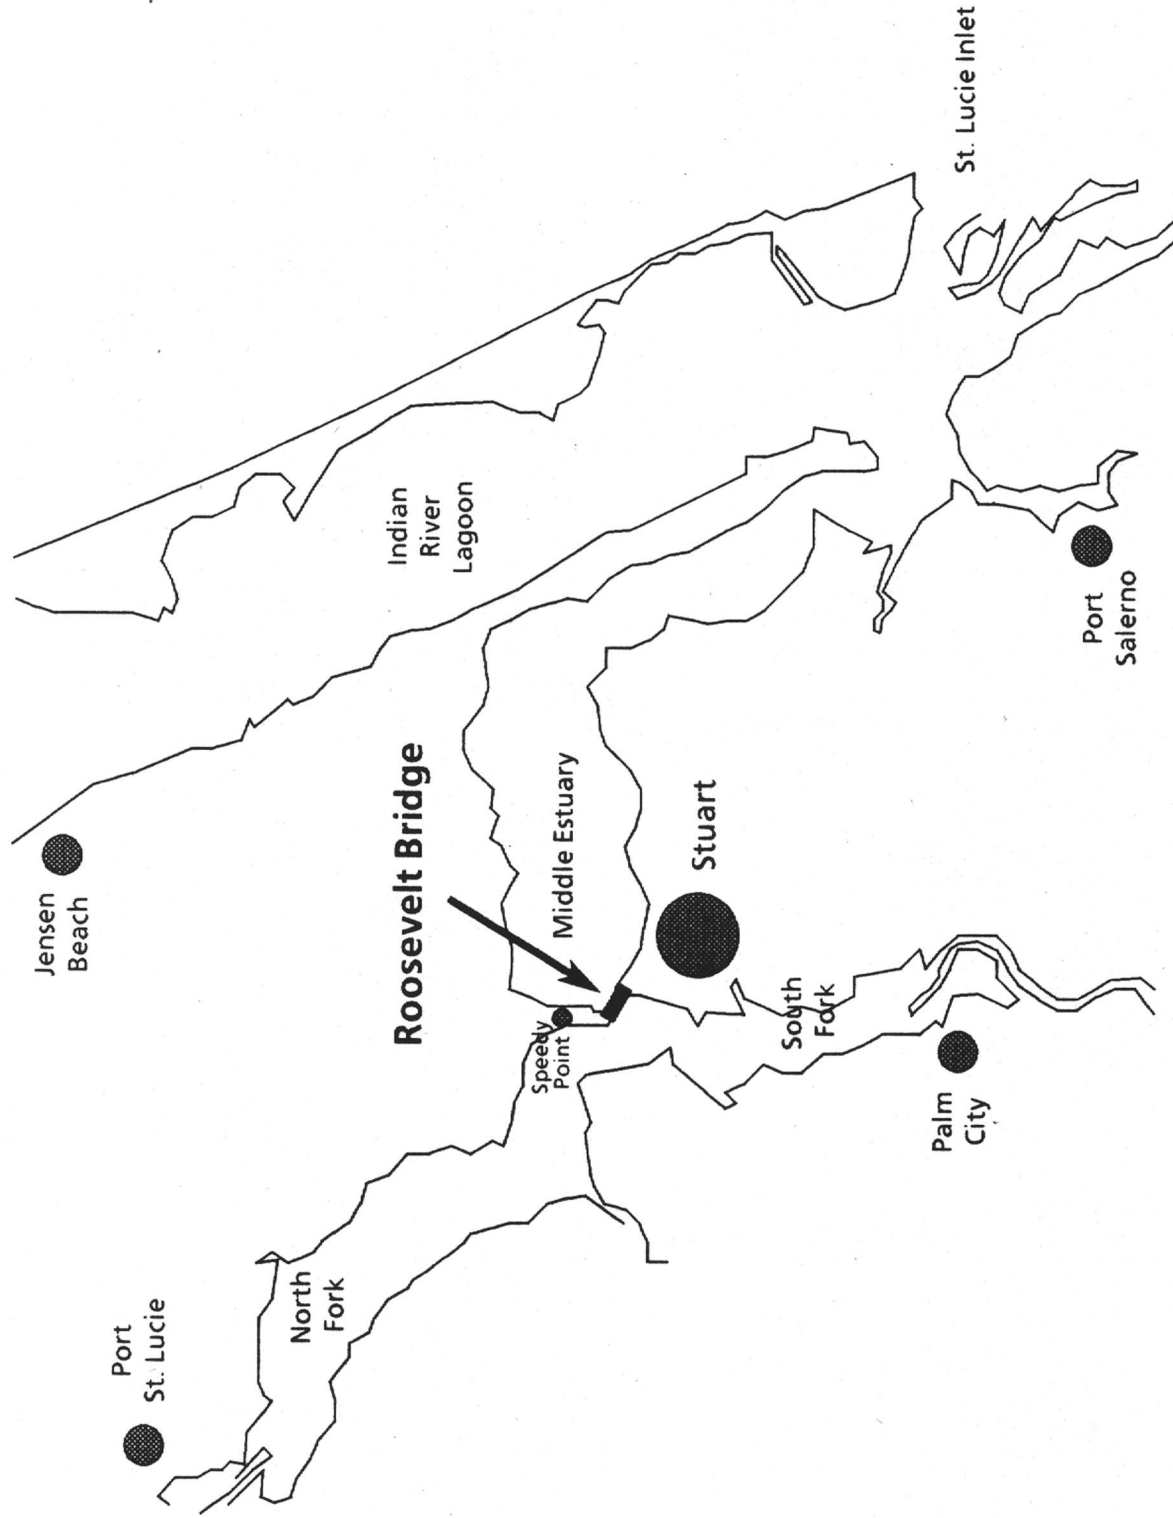 Port
St. Lucie
North
Fork
Jensen
Beach
Roosevelt Bridge
Speedy
Point
Middle Estuary
Indian
River
Lagoon
Palm
City
South
Fork
Stuart
Port
Salerno
St. Lucie Inlet